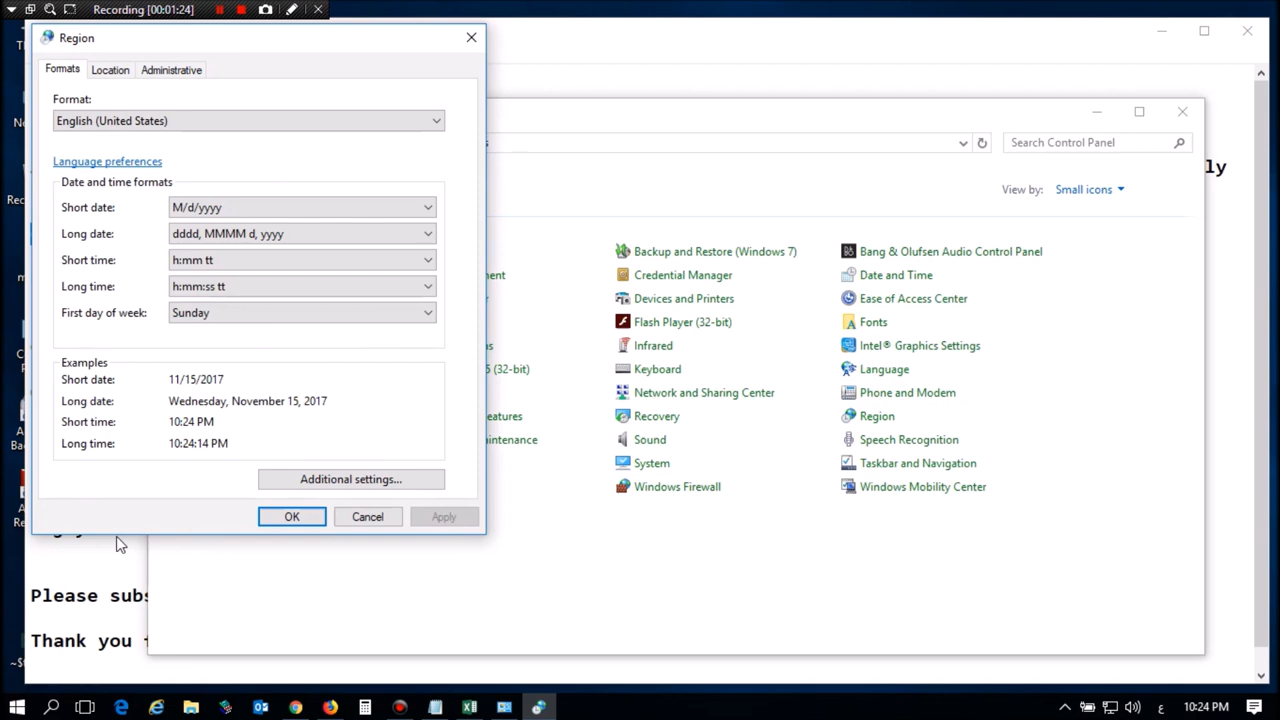 Recording [00:01:24]
Region
Formats
Location
Administrative
Format:
English (United States)
Language preferences
Date and time formats
Short date:
M/d/yyyy
Long date:
dddd, MMMM d, yyyy
Short time:
h:mm tt
Long time:
h:mm:ss tt
First day of week:
Sunday
Examples
Short date:
11/15/2017
Long date:
Wednesday, November 15, 2017
Short time:
10:24 PM
Long time:
10:24:14 PM
Additional settings...
OK
Cancel
Apply
Search Control Panel
ly
View by:
Small icons
Backup and Restore (Windows 7)
Bang & Olufsen Audio Control Panel
Credential Manager
Date and Time
Devices and Printers
Ease of Access Center
Flash Player (32-bit)
Fonts
Infrared
Intel® Graphics Settings
(32-bit)
Keyboard
Language
Network and Sharing Center
Phone and Modem
eatures
Recovery
Region
intenance
Sound
Speech Recognition
System
Taskbar and Navigation
Windows Firewall
Windows Mobility Center
Please subs
Thank you
ع
10:24 PM